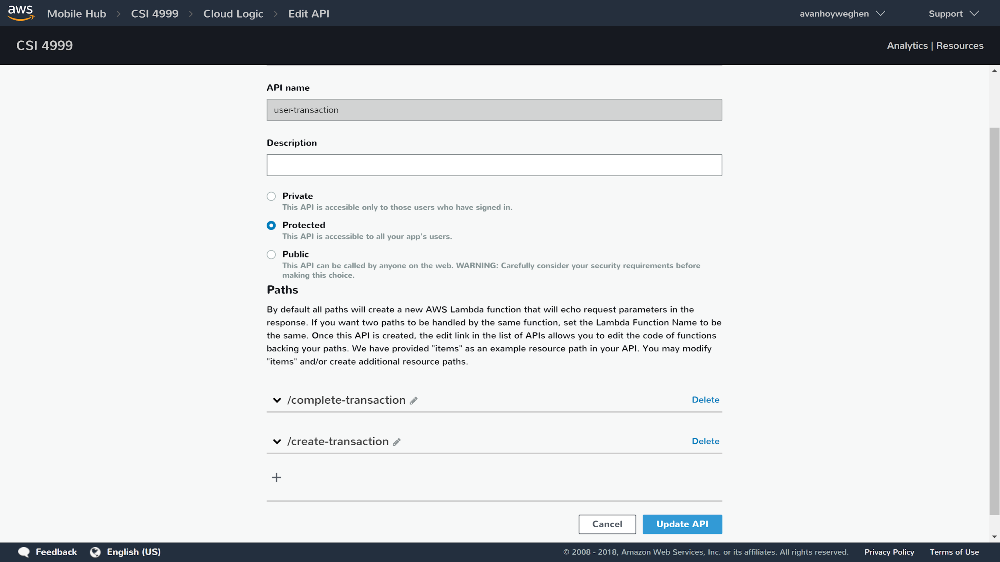 aws Mobile Hub > CSI 4999 > Cloud Logic > Edit API avanhoyweghen Support
CSI 4999 Analytics | Resources
API name
user-transaction
Description
Private
This API is accesible only to those users who have signed in.
Protected
This API is accessible to all your app's users.
Public
This API can be called by anyone on the web. WARNING: Carefully consider your security requirements before
making this choice.
Paths
By default all paths will create a new AWS Lambda function that will echo request parameters in the
response. If you want two paths to be handled by the same function, set the Lambda Function Name to be
the same. Once this API is created, the edit link in the list of APIs allows you to edit the code of functions
backing your paths. We have provided "items" as an example resource path in your API. You may modify
"items" and/or create additional resource paths.
/complete-transaction Delete
/create-transaction Delete
+
Cancel Update API
Feedback English (US) © 2008 - 2018, Amazon Web Services, Inc. or its affiliates. All rights reserved. Privacy Policy Terms of Use